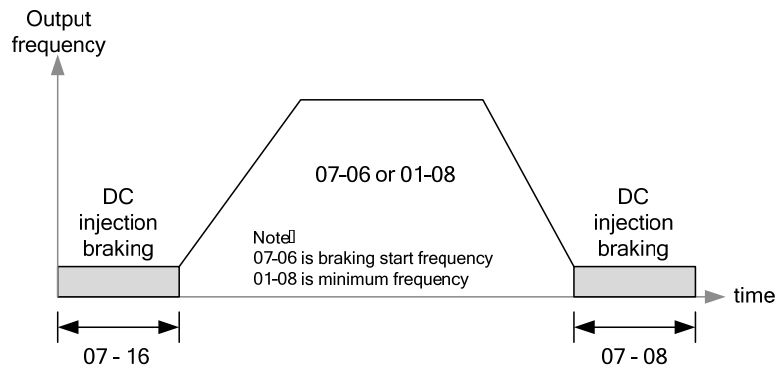 Output
frequency
DC
injection
braking
07-06 or 01-08
DC
injection
braking
Note
07-06 is braking start frequency
01-08 is minimum frequency
time
07 - 16
07 - 08